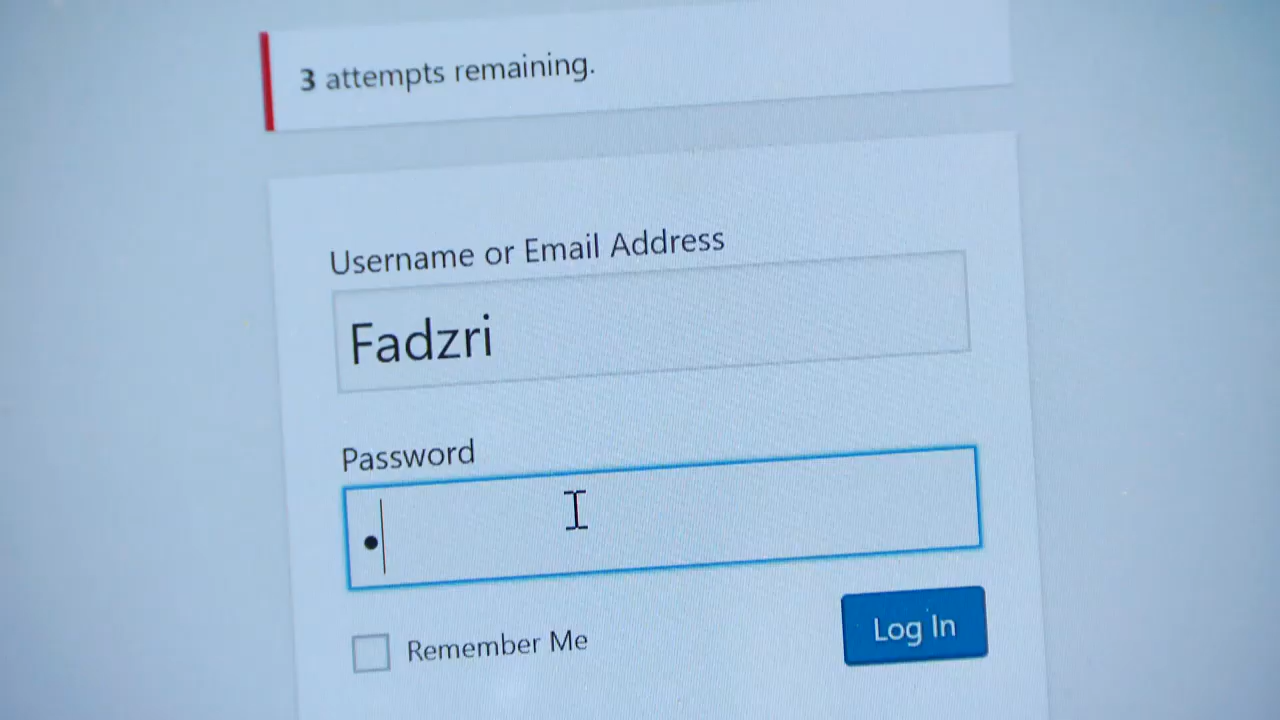 3 attempts remaining.
Username or Email Address
Fadzri
Password
•
Remember Me
Log In